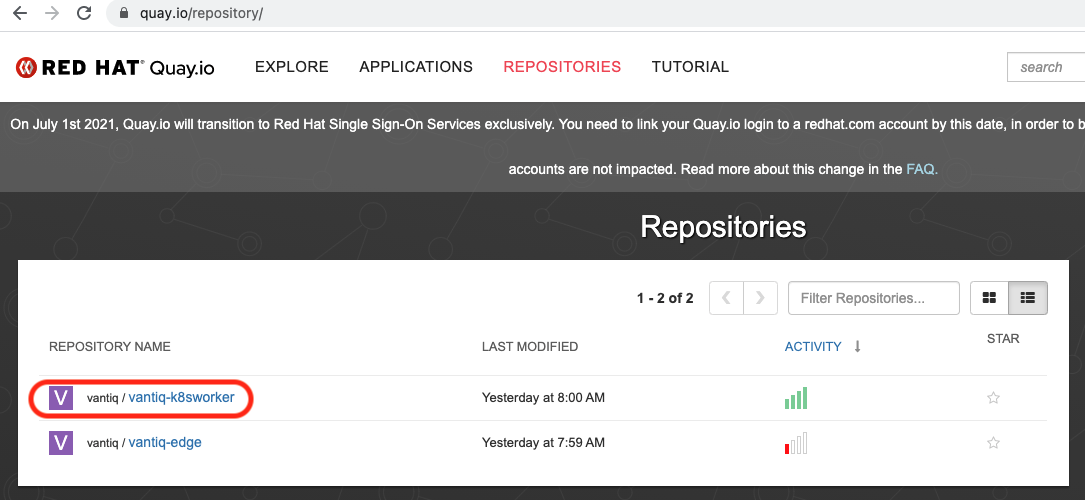 quay.io/repository/
RED HAT® Quay.io EXPLORE APPLICATIONS REPOSITORIES TUTORIAL search
On July 1st 2021, Quay.io will transition to Red Hat Single Sign-On Services exclusively. You need to link your Quay.io login to a redhat.com account by this date, in order to b
accounts are not impacted. Read more about this change in the FAQ.
Repositories
1 - 2 of 2 Filter Repositories...
REPOSITORY NAME LAST MODIFIED ACTIVITY STAR
V vantiq / vantiq-k8sworker Yesterday at 8:00 AM
V vantiq / vantiq-edge Yesterday at 7:59 AM